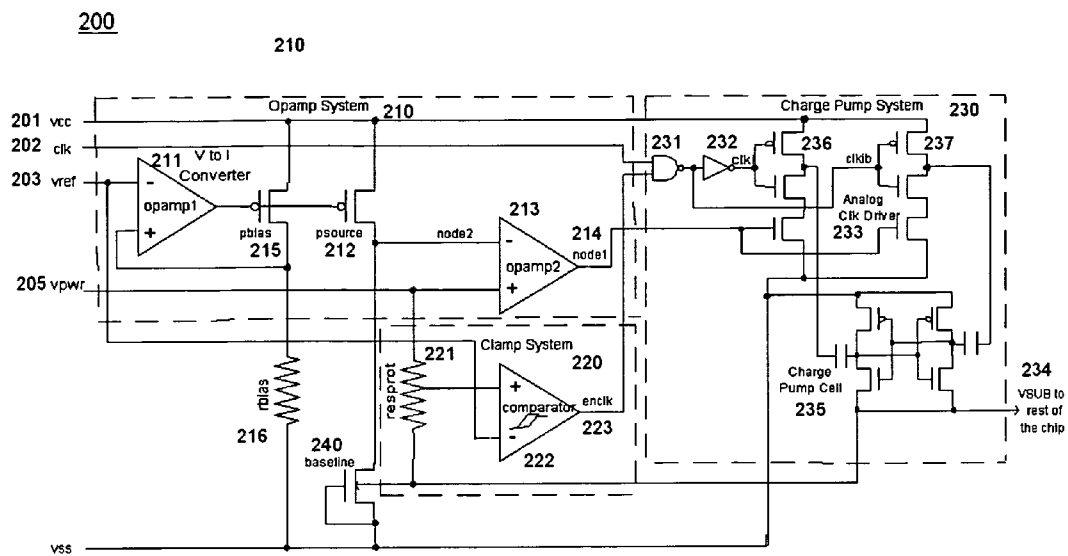 200
210
Opamp System
Charge Pump System
230
201 vcc
210
202 clk
231
232
236
237
211
V to I
Converter
clki
clkib
203 vref
opamp1
pbias
215
psource
212
node2
213
opamp2
214
node1
Analog
Clk Driver
233
205 vpwr
Clamp System
220
221
resprot
rbias
216
comparator
222
enclk
223
Charge
Pump Cell
235
234
VSUB to
rest of
the chip
240
baseline
vss
- + - + + -